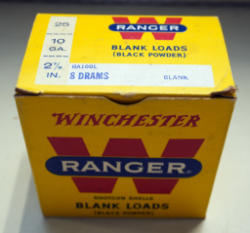 25
10
GA.
2⅞
IN.
RANGER
BLANK LOADS
(BLACK POWDER)
8 DRAMS
BLANK
WINCHESTER
RANGER
SHOTGUN SHELLS
BLANK LOADS
(BLACK POWDER)